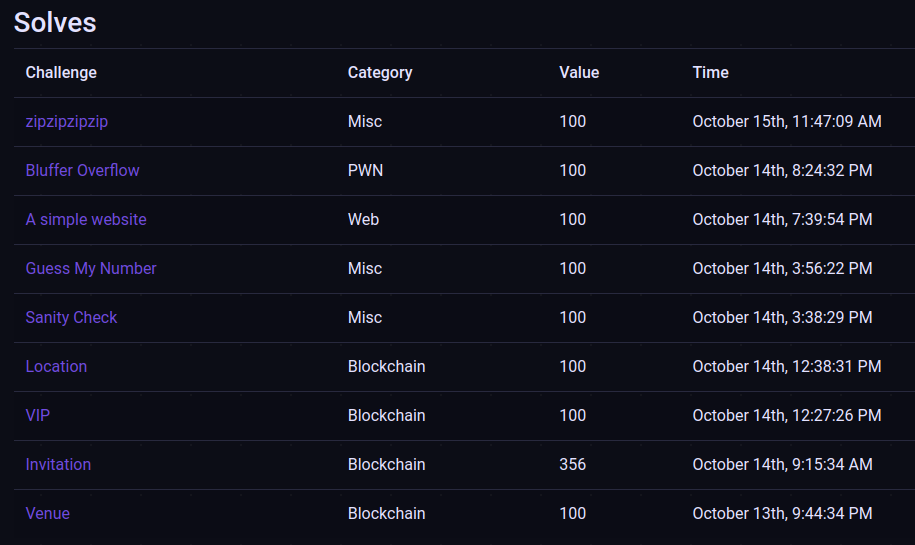 Solves
Challenge Category Value Time
zipzipzipzip Misc 100 October 15th, 11:47:09 AM
Bluffer Overflow PWN 100 October 14th, 8:24:32 PM
A simple website Web 100 October 14th, 7:39:54 PM
Guess My Number Misc 100 October 14th, 3:56:22 PM
Sanity Check Misc 100 October 14th, 3:38:29 PM
Location Blockchain 100 October 14th, 12:38:31 PM
VIP Blockchain 100 October 14th, 12:27:26 PM
Invitation Blockchain 356 October 14th, 9:15:34 AM
Venue Blockchain 100 October 13th, 9:44:34 PM